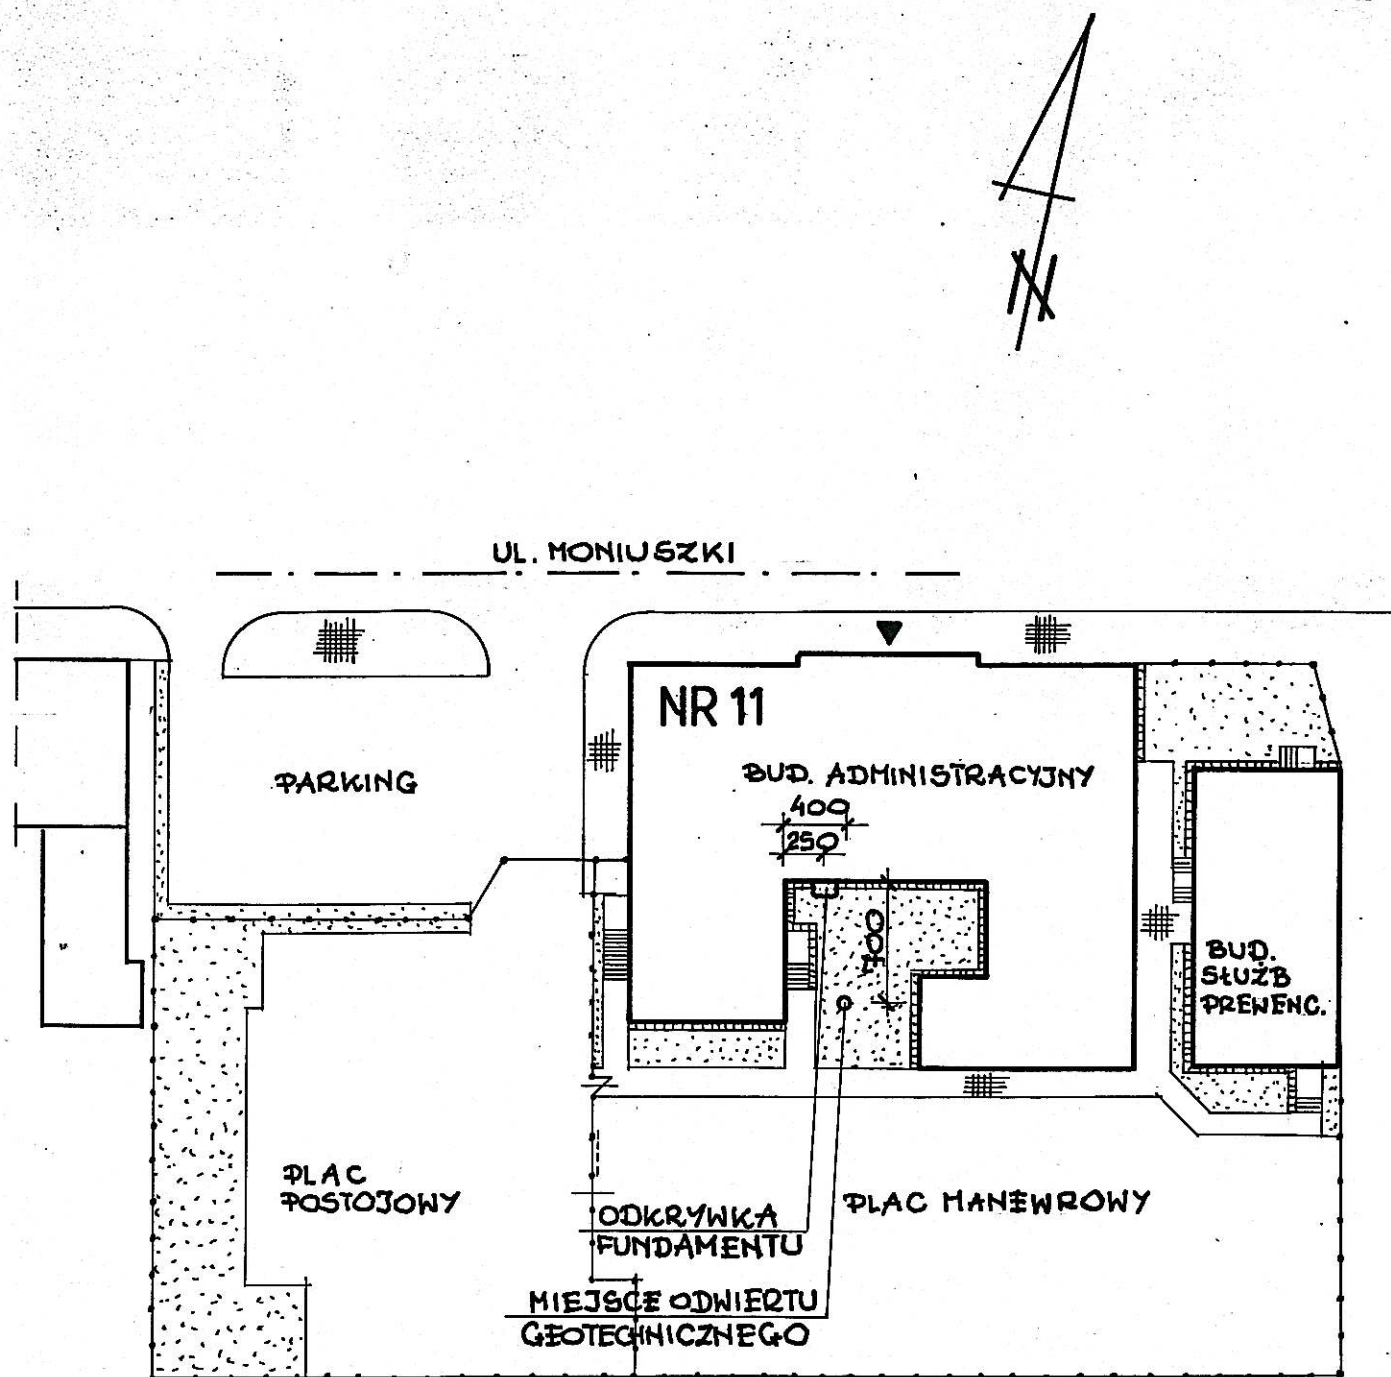 N
UL. MONIUSZKI
NR 11
PARKING
BUD. ADMINISTRACYJNY
400
250
700
BUD.
SŁUŻB
PREWENC.
PLAC
POSTOJOWY
PLAC MANEWROWY
ODKRYWKA
FUNDAMENTU
MIEJSCE ODWIERTU
GEOTECHNICZNEGO